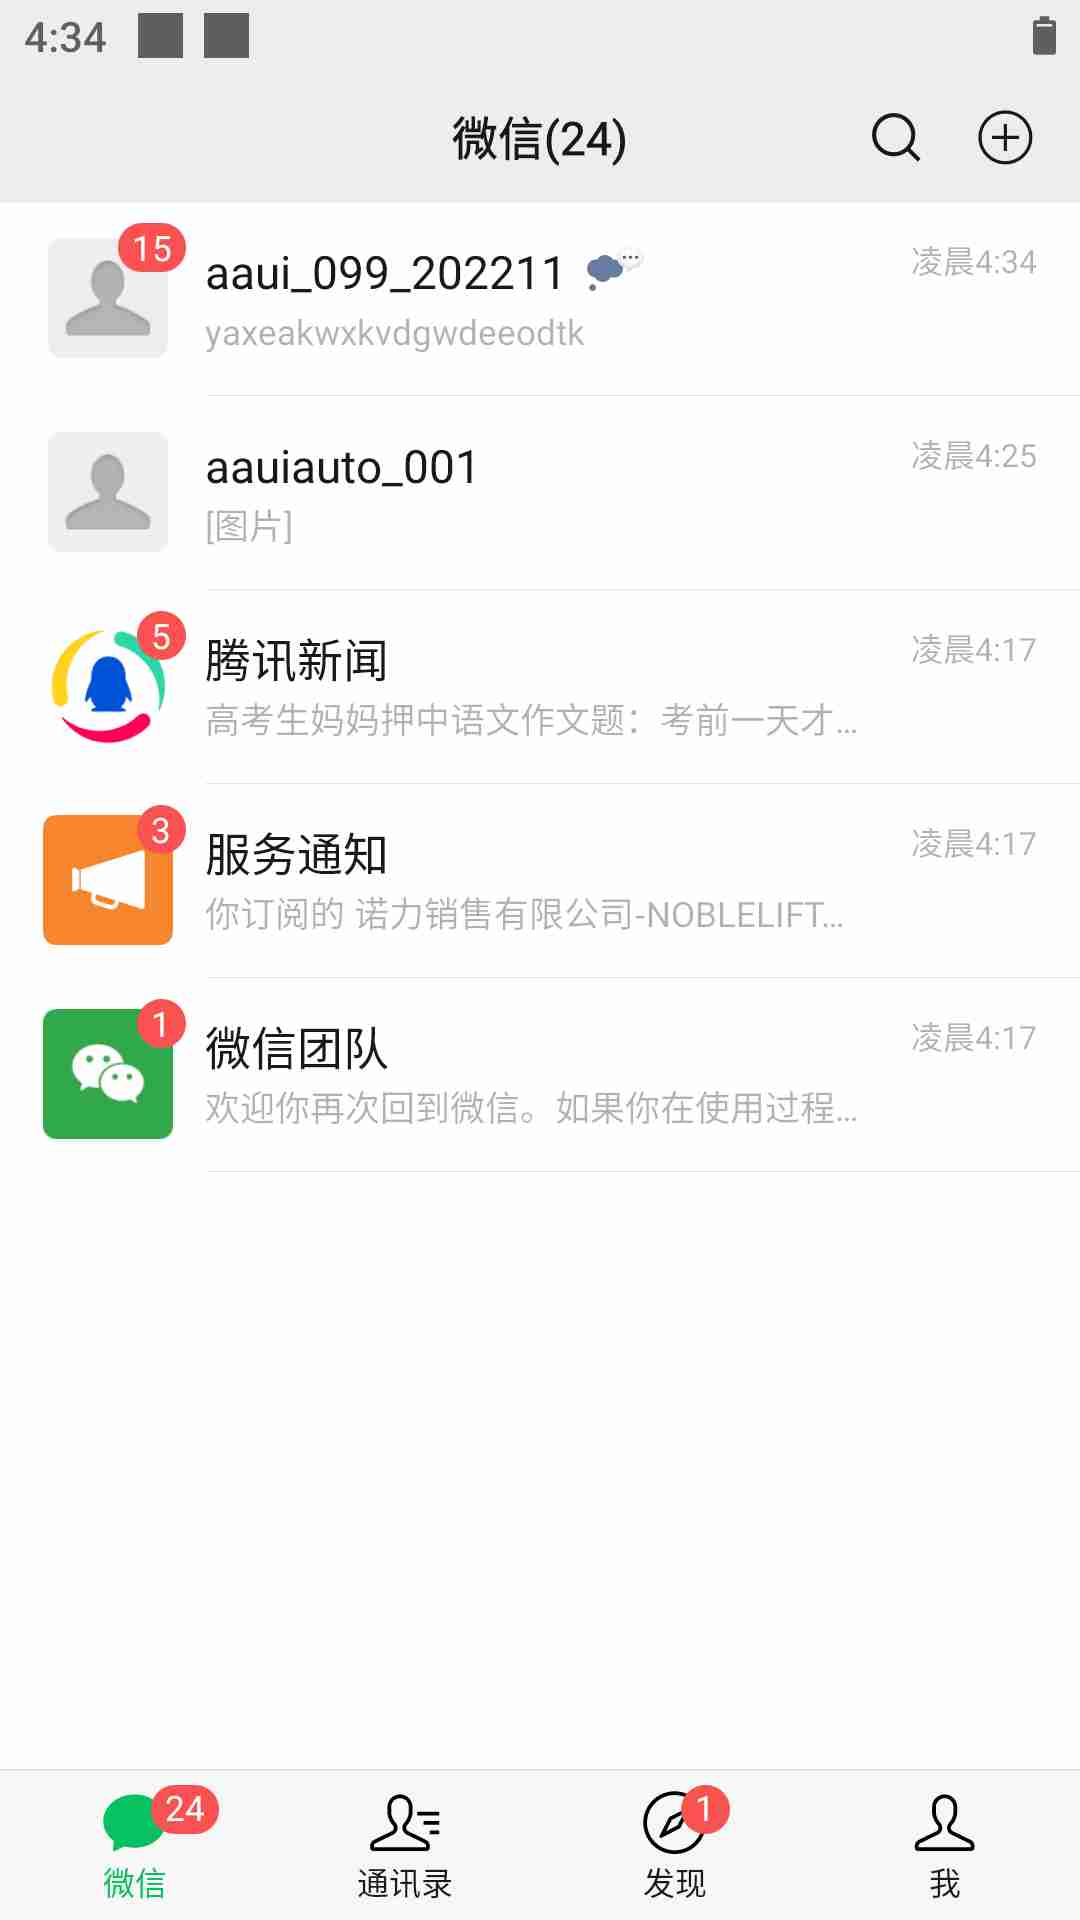 4:34
微信(24)
15
aaui_099_202211
凌晨4:34
yaxeakwxkvdgwdeeodtk
aauiauto_001
凌晨4:25
[图片]
5
腾讯新闻
凌晨4:17
高考生妈妈押中语文作文题：考前一天才...
3
服务通知
凌晨4:17
你订阅的 诺力销售有限公司-NOBLELIFT...
1
微信团队
凌晨4:17
欢迎你再次回到微信。如果你在使用过程...
24
1
微信
通讯录
发现
我